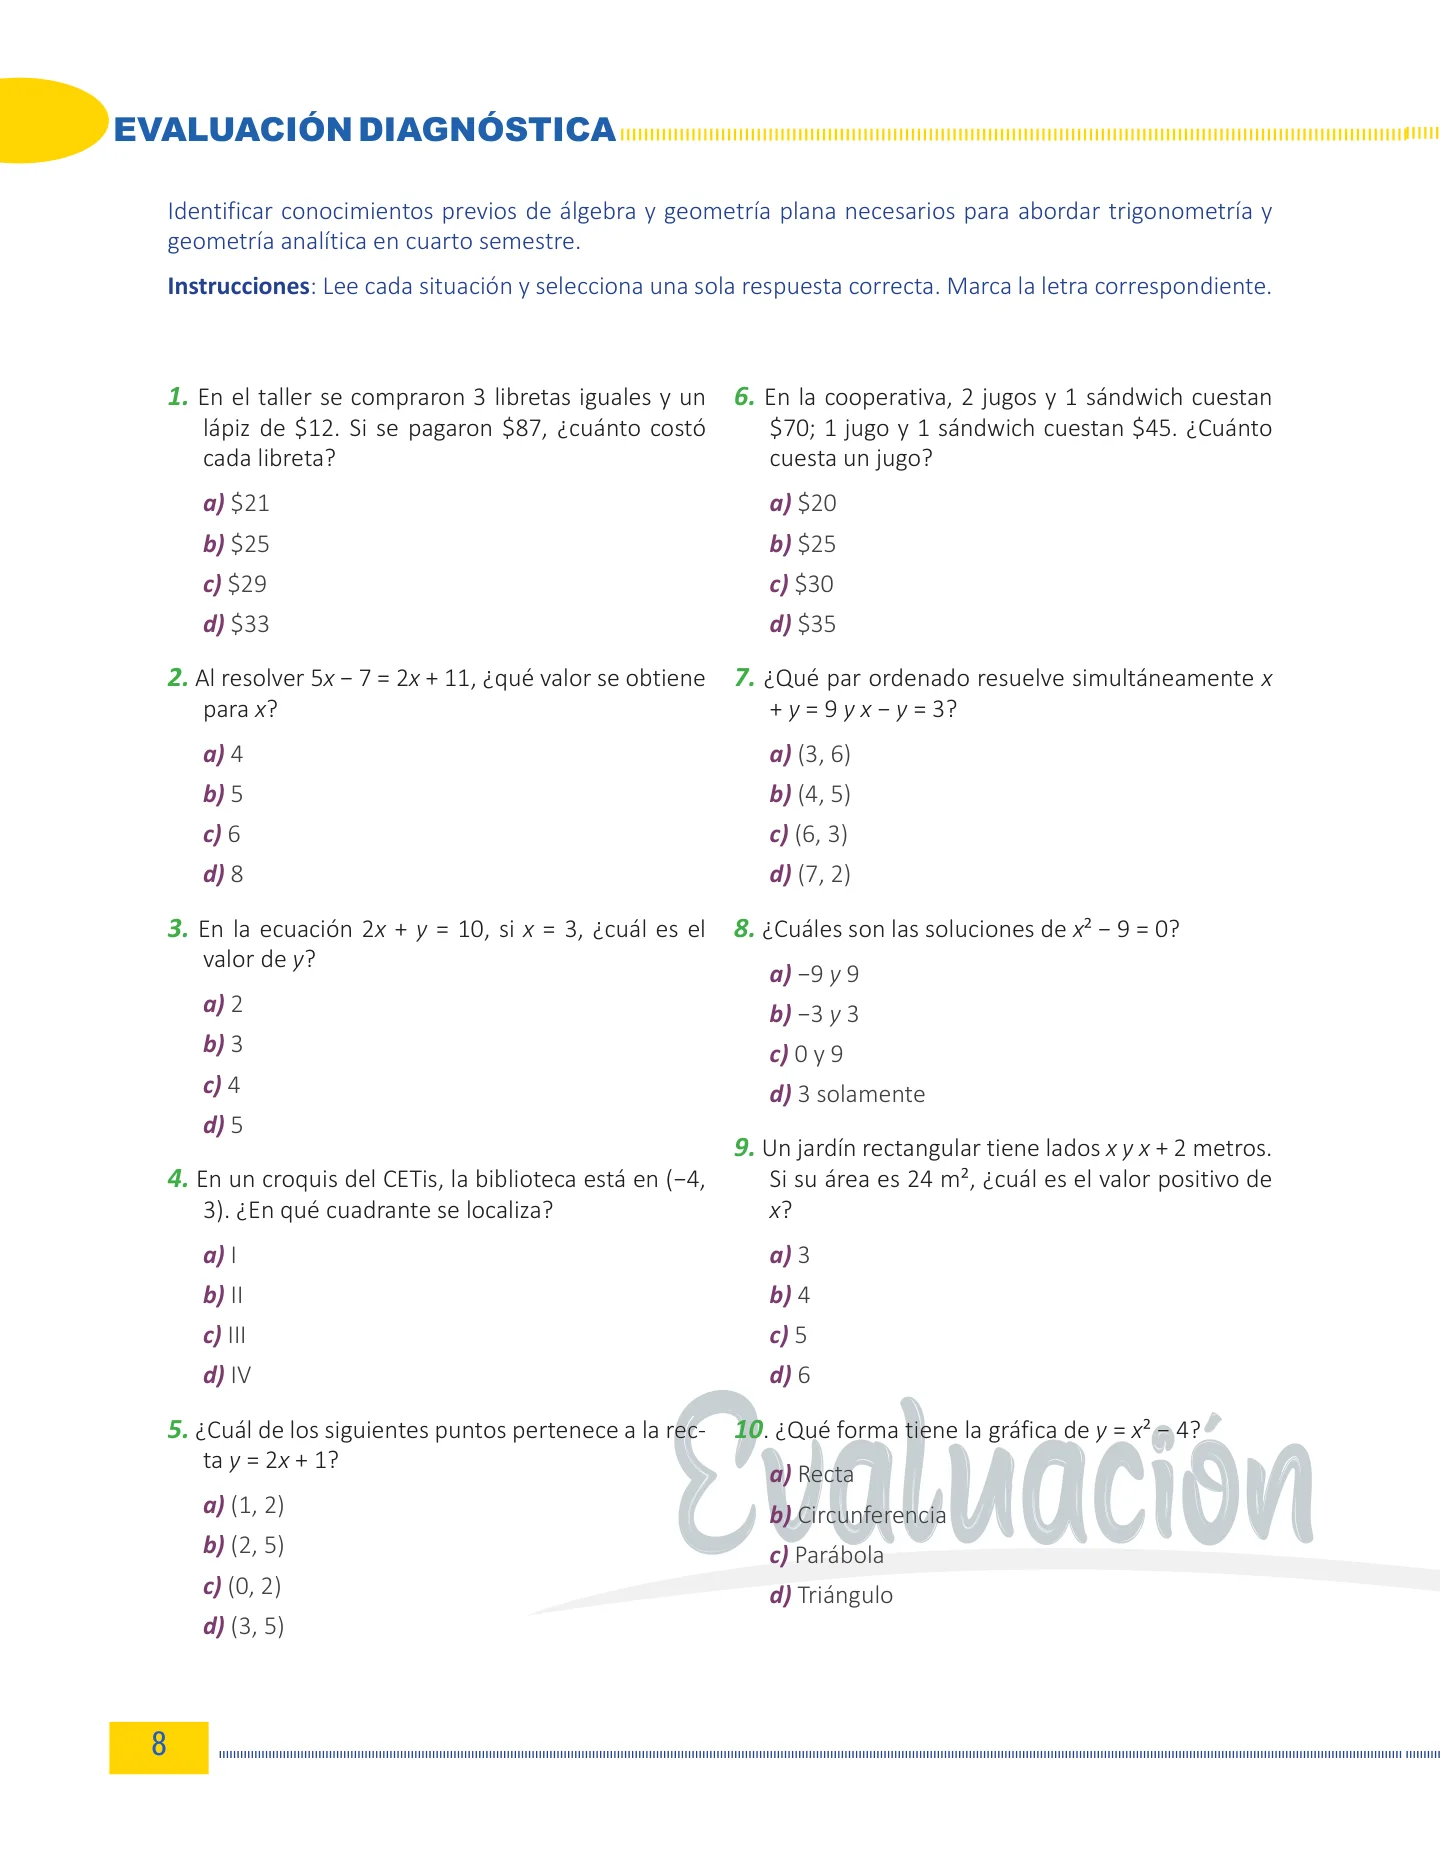 EVALUACIÓN DIAGNÓSTICA
Identificar conocimientos previos de álgebra y geometría plana necesarios para abordar trigonometría y
geometría analítica en cuarto semestre.
Instrucciones: Lee cada situación y selecciona una sola respuesta correcta. Marca la letra correspondiente.
1. En el taller se compraron 3 libretas iguales y un
lápiz de $12. Si se pagaron $87, ¿cuánto costó
cada libreta?
a) $21
b) $25
c) $29
d) $33
2. Al resolver 5x − 7 = 2x + 11, ¿qué valor se obtiene
para x?
a) 4
b) 5
c) 6
d) 8
3. En la ecuación 2x + y = 10, si x = 3, ¿cuál es el
valor de y?
a) 2
b) 3
c) 4
d) 5
4. En un croquis del CETis, la biblioteca está en (−4,
3). ¿En qué cuadrante se localiza?
a) I
b) II
c) III
d) IV
5. ¿Cuál de los siguientes puntos pertenece a la rec-
ta y = 2x + 1?
a) (1, 2)
b) (2, 5)
c) (0, 2)
d) (3, 5)
6. En la cooperativa, 2 jugos y 1 sándwich cuestan
$70; 1 jugo y 1 sándwich cuestan $45. ¿Cuánto
cuesta un jugo?
a) $20
b) $25
c) $30
d) $35
7. ¿Qué par ordenado resuelve simultáneamente x
+ y = 9 y x − y = 3?
a) (3, 6)
b) (4, 5)
c) (6, 3)
d) (7, 2)
8. ¿Cuáles son las soluciones de x² − 9 = 0?
a) −9 y 9
b) −3 y 3
c) 0 y 9
d) 3 solamente
9. Un jardín rectangular tiene lados x y x + 2 metros.
Si su área es 24 m², ¿cuál es el valor positivo de
x?
a) 3
b) 4
c) 5
d) 6
10. ¿Qué forma tiene la gráfica de y = x² − 4?
a) Recta
b) Circunferencia
c) Parábola
d) Triángulo
Evaluación
8